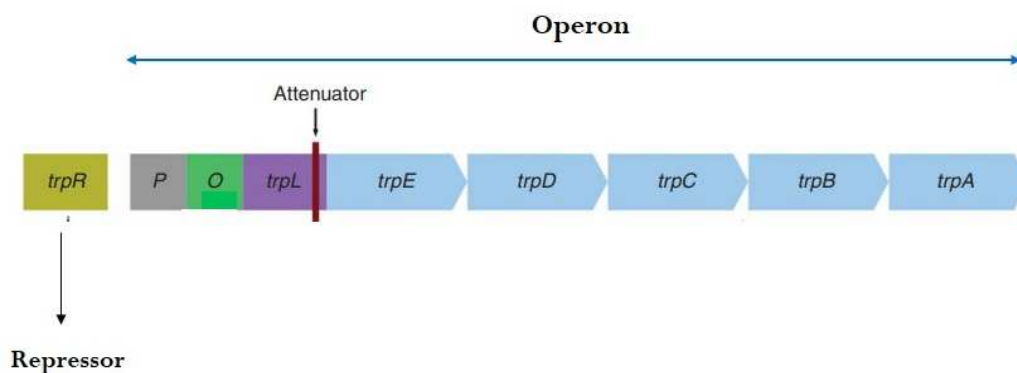 Operon
Attenuator
trpR P O trpL trpE trpD trpC trpB trpA
Repressor